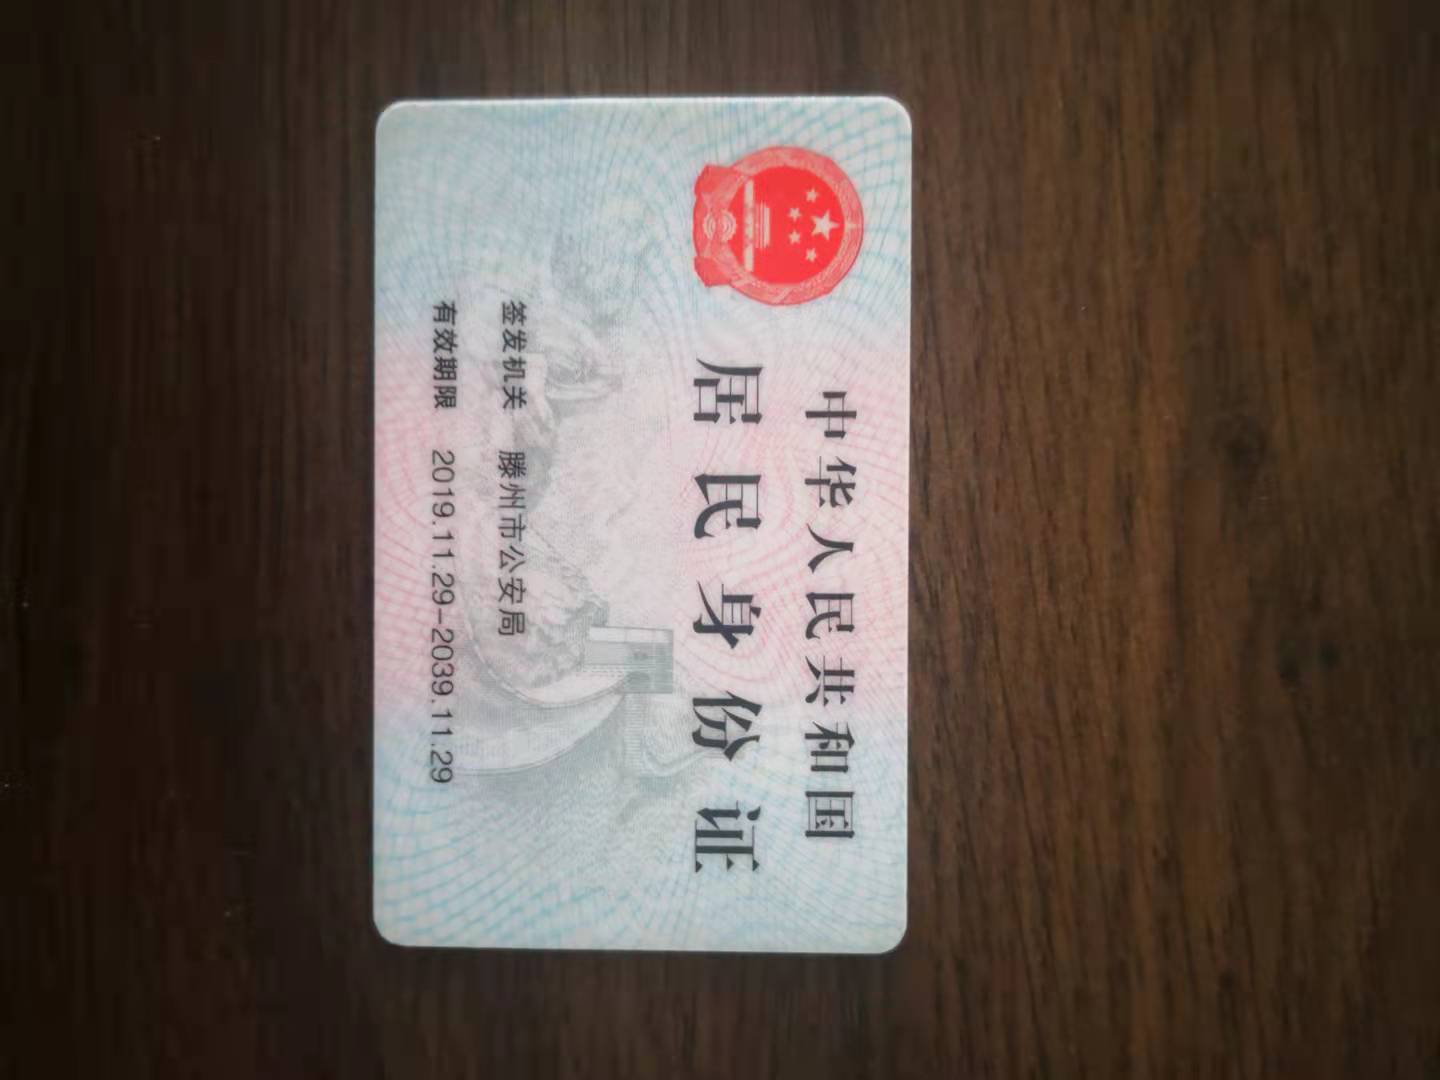 中华人民共和国
居民身份证
签发机关 滕州市公安局
有效期限 2019.11.29-2039.11.29